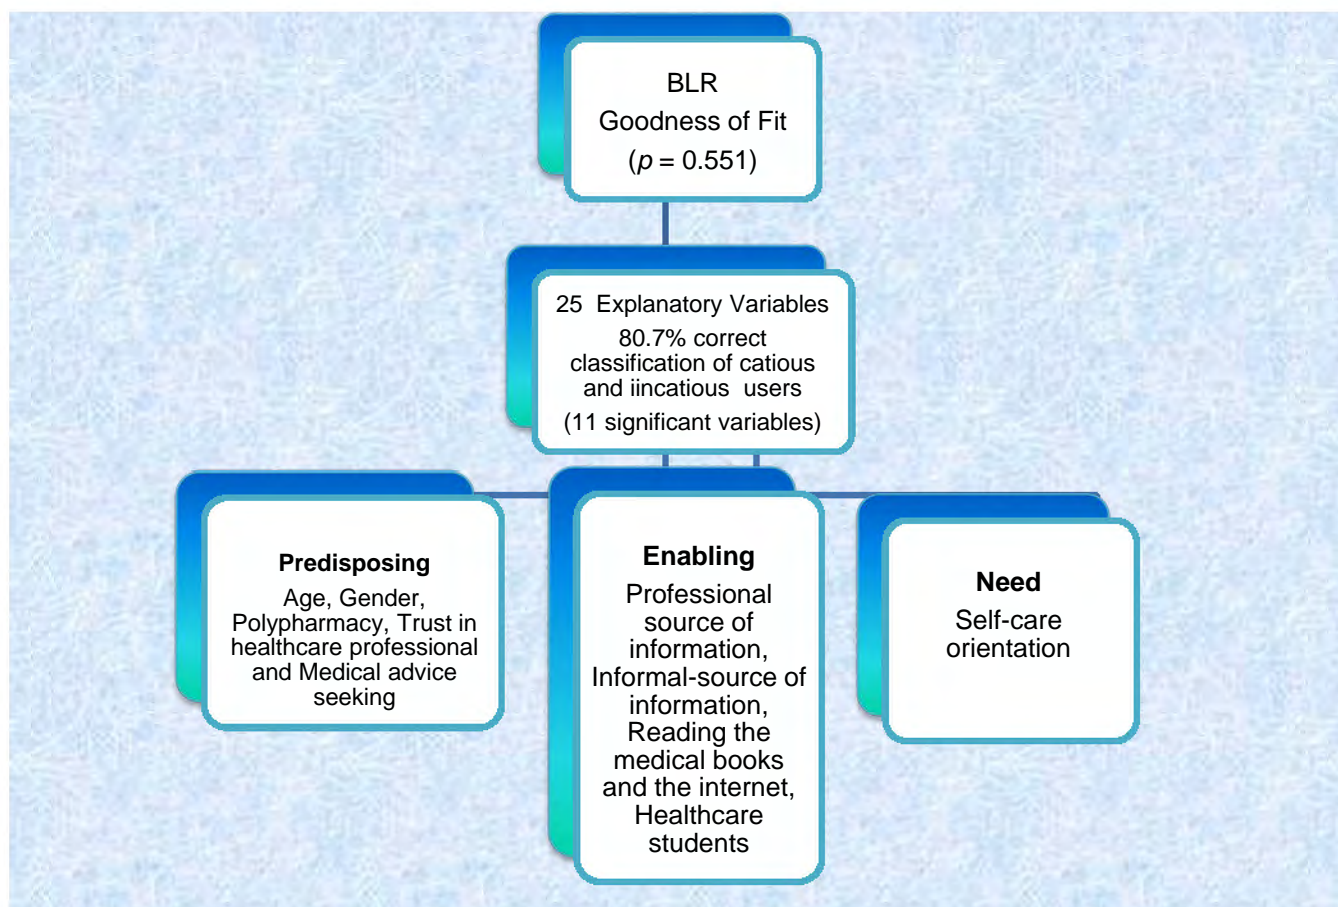 BLR
Goodness of Fit
(p = 0.551)
25 Explanatory Variables
80.7% correct
classification of catious
and iincatious users
(11 significant variables)
Predisposing
Age, Gender,
Polypharmacy, Trust in
healthcare professional
and Medical advice
seeking
Enabling
Professional
source of
information,
Informal-source of
information,
Reading the
medical books
and the internet,
Healthcare
students
Need
Self-care
orientation